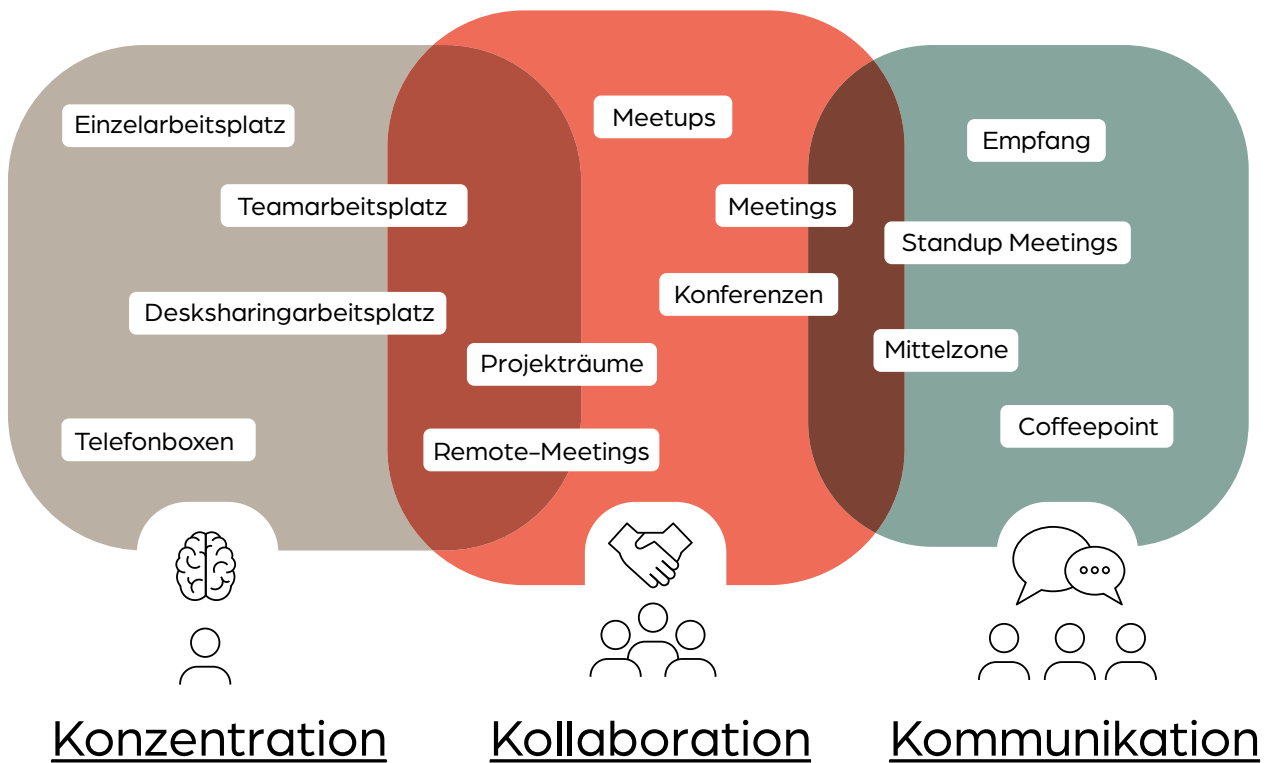 Einzelarbeitsplatz
Teamarbeitsplatz
Desksharingarbeitsplatz
Telefonboxen
Projekträume
Remote-Meetings
Meetups
Meetings
Konferenzen
Empfang
Standup Meetings
Mittelzone
Coffeepoint
Konzentration
Kollaboration
Kommunikation